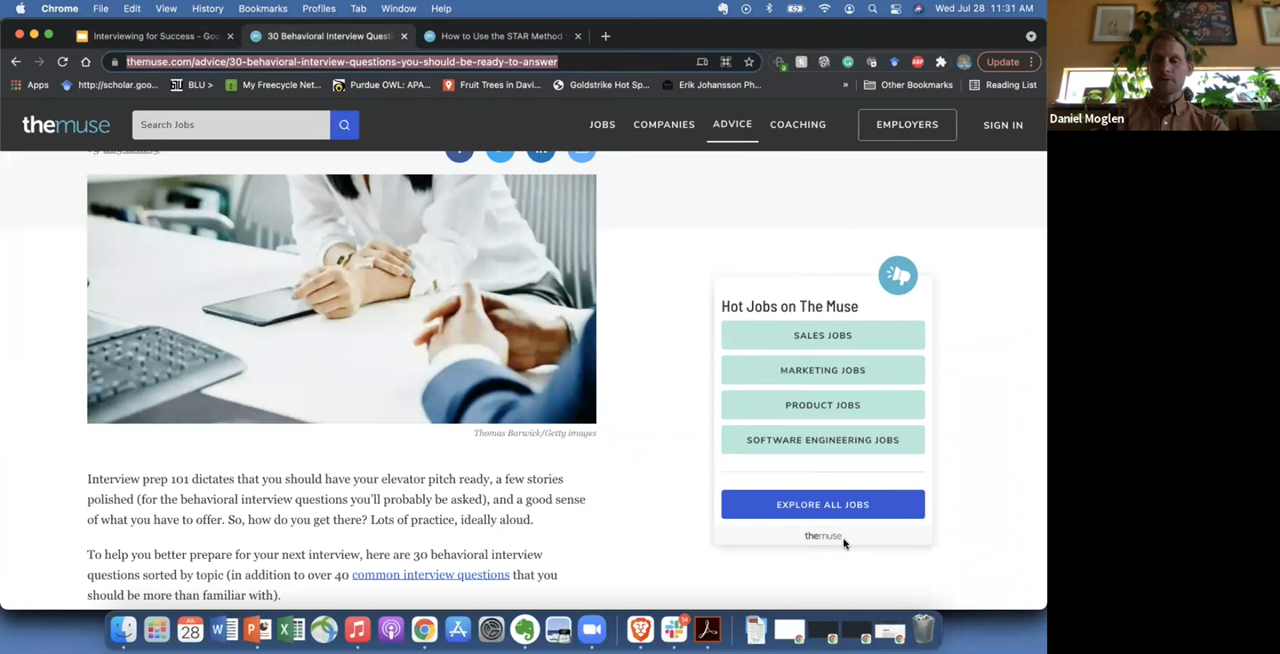 Chrome File Edit View History Bookmarks Profiles Tab Window Help
Wed Jul 28 11:31 AM
Interviewing for Success - Gou
30 Behavioral Interview Questi
How to Use the STAR Method
themuse.com/advice/30-behavioral-interview-questions-you-should-be-ready-to-answer
Update
Apps
http://scholar.goo...
BLU >
My Freecycle Net...
Purdue OWL: APA...
Fruit Trees in Davi...
Goldstrike Hot Sp...
Erik Johansson Ph...
»
Other Bookmarks
Reading List
Daniel Moglen
themuse
Search Jobs
JOBS COMPANIES ADVICE COACHING
EMPLOYERS
SIGN IN
Hot Jobs on The Muse
SALES JOBS
MARKETING JOBS
PRODUCT JOBS
SOFTWARE ENGINEERING JOBS
EXPLORE ALL JOBS
themuse
Thomas Barwick/Getty Images
Interview prep 101 dictates that you should have your elevator pitch ready, a few stories
polished (for the behavioral interview questions you'll probably be asked), and a good sense
of what you have to offer. So, how do you get there? Lots of practice, ideally aloud.
To help you better prepare for your next interview, here are 30 behavioral interview
questions sorted by topic (in addition to over 40 common interview questions that you
should be more than familiar with).
JUL
28